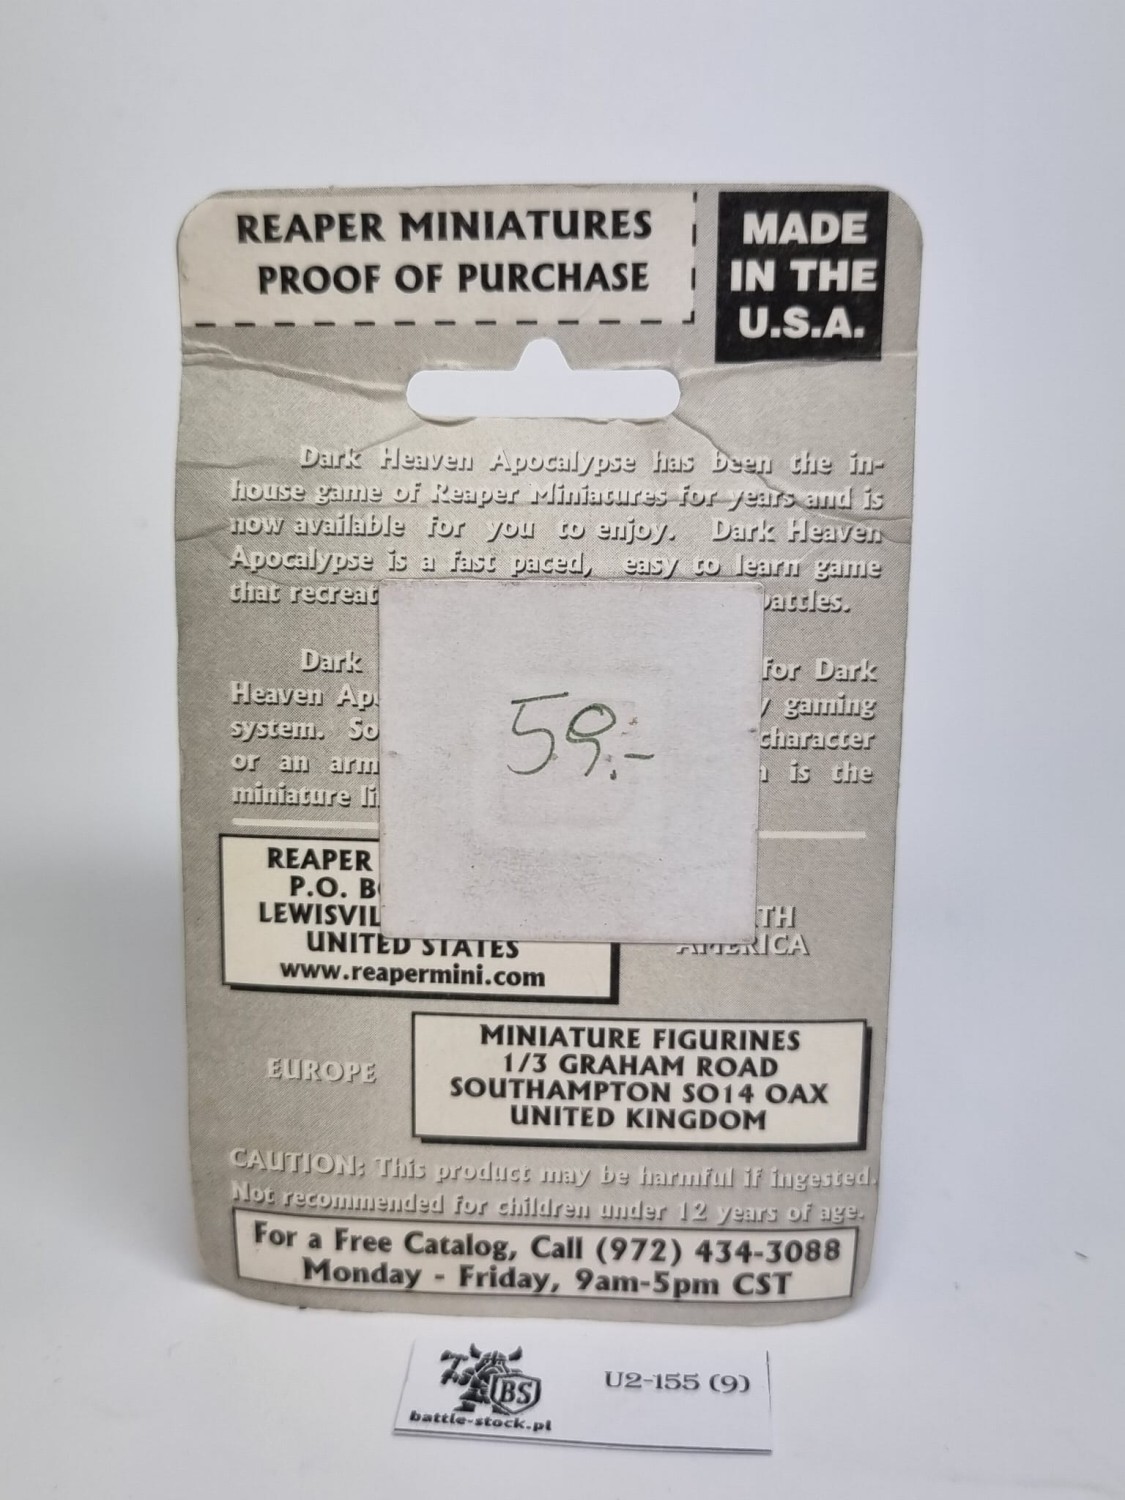 REAPER MINIATURES
PROOF OF PURCHASE
MADE
IN THE
U.S.A.
Dark Heaven Apocalypse has been the in-
house game of Reaper Miniatures for years and is
now available for you to enjoy. Dark Heaven
Apocalypse is a fast paced, easy to learn game
that battles.
Dark for Dark
Heaven gaming
system. So character
or an is the
miniature
59.-
REAPER
P.O.
UNITED STATES
www.reapermini.com
AMERICA
EUROPE
MINIATURE FIGURINES
1/3 GRAHAM ROAD
SOUTHAMPTON SO14 OAX
UNITED KINGDOM
CAUTION: This product may be harmful if ingested.
Not recommended for children under 12 years of age.
For a Free Catalog, Call (972) 434-3088
Monday - Friday, 9am-5pm CST
BS
battle-stock.pl
U2-155 (9)